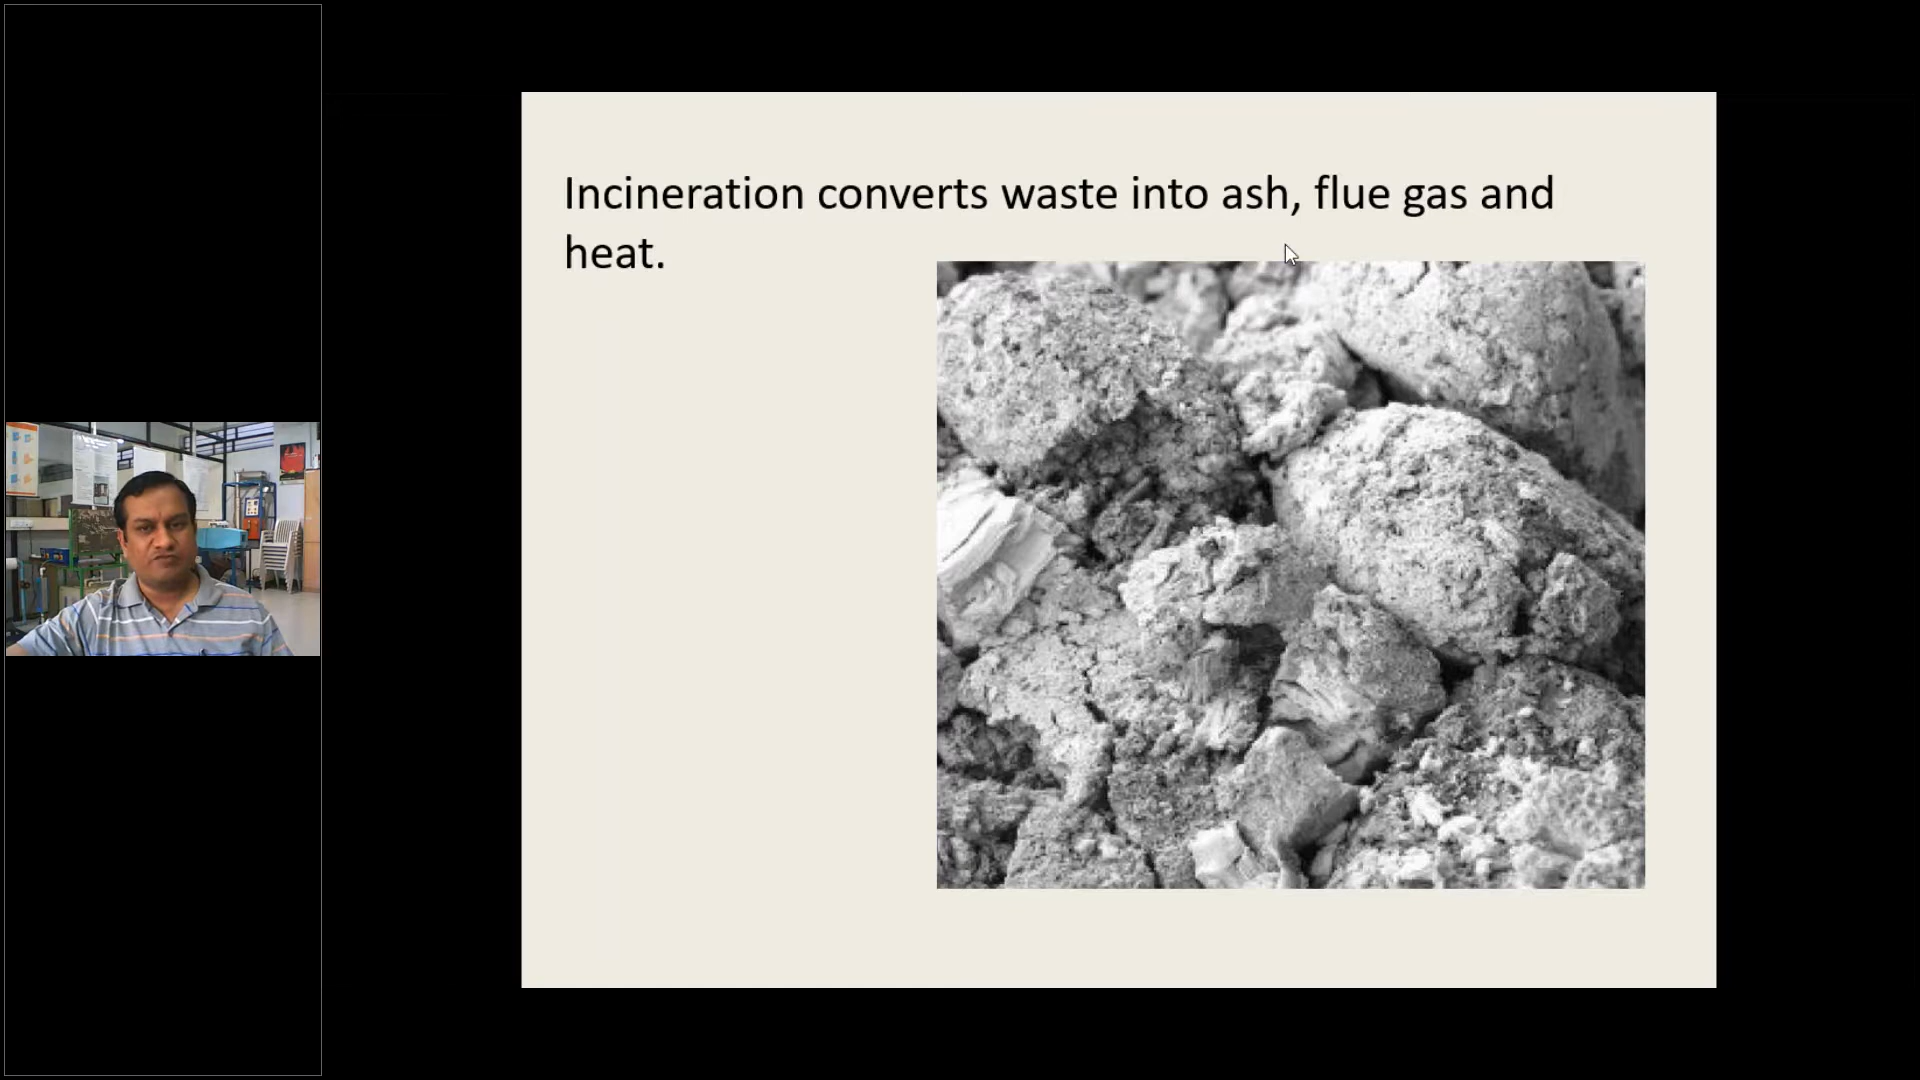 Incineration converts waste into ash, flue gas and
heat.